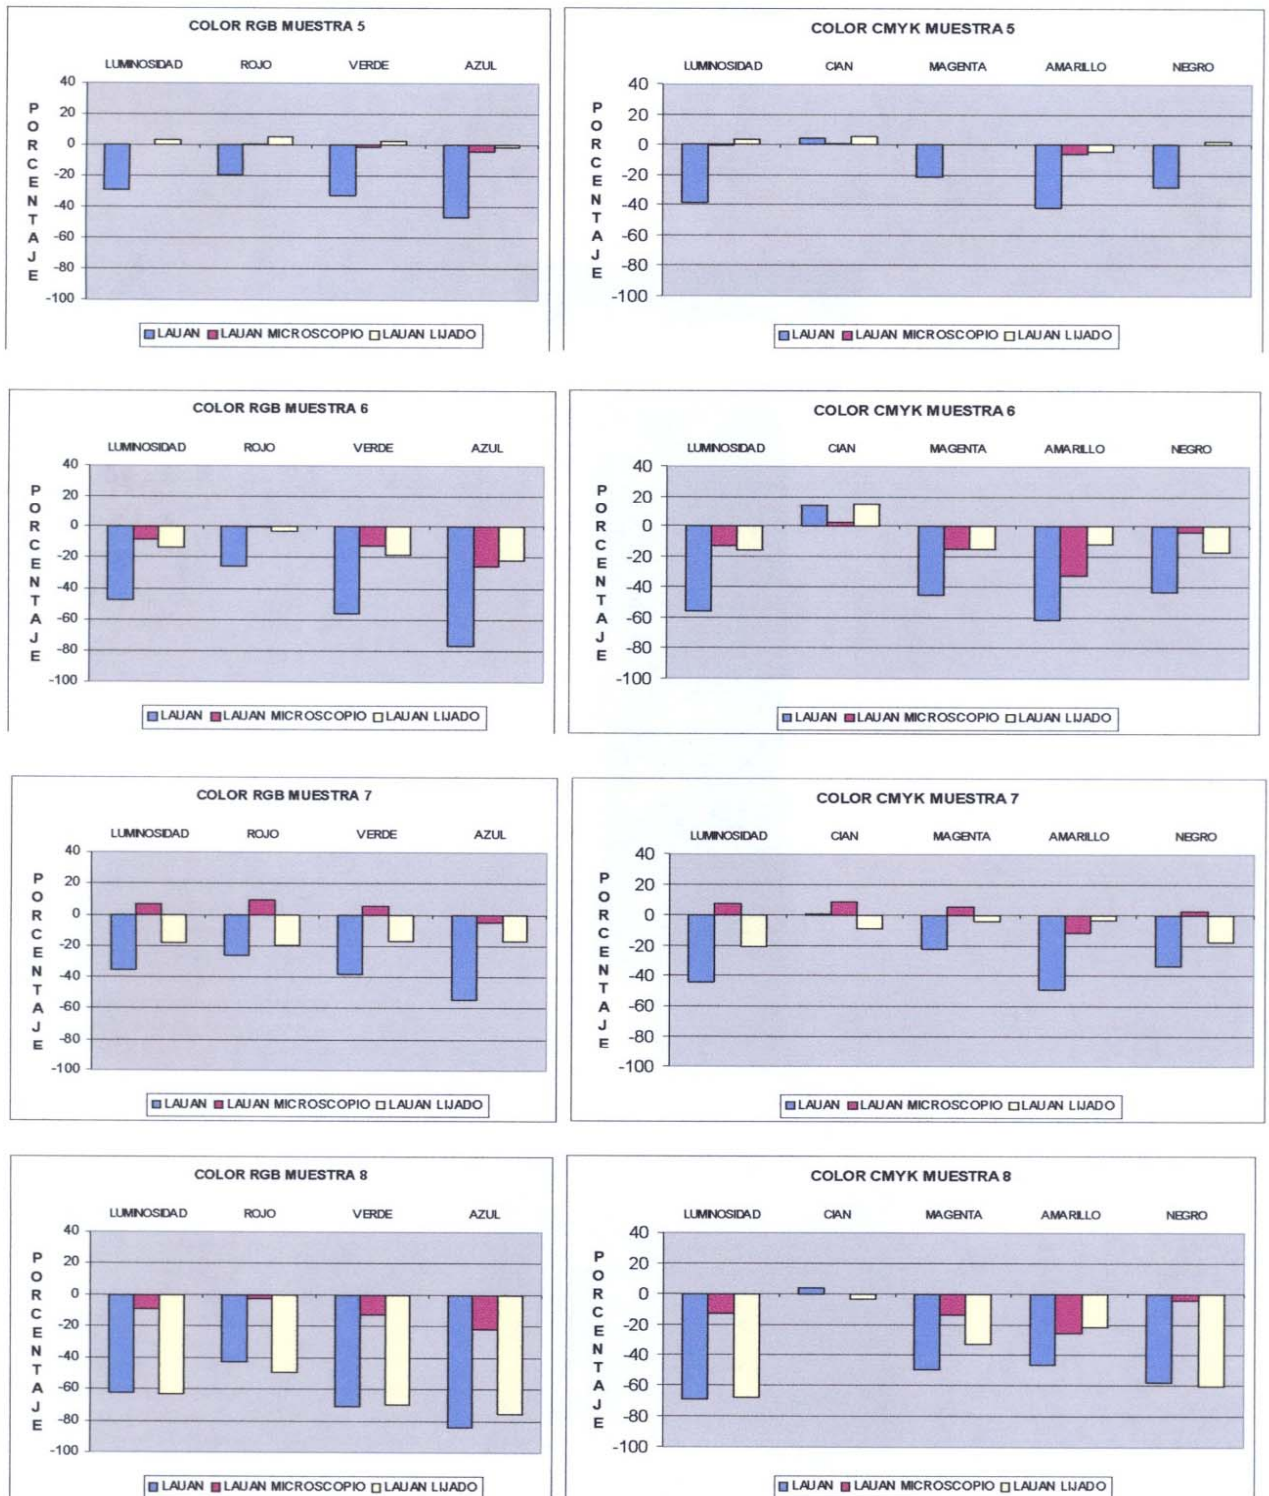 COLOR RGB MUESTRA 5
LUMINOSIDAD ROJO VERDE AZUL
PORCENTAJE
40
20
0
-20
-40
-60
-80
-100
LAUAN LAUAN MICROSCOPIO LAUAN LIJADO
COLOR CMYK MUESTRA 5
LUMINOSIDAD CIAN MAGENTA AMARILLO NEGRO
PORCENTAJE
40
20
0
-20
-40
-60
-80
-100
LAUAN LAUAN MICROSCOPIO LAUAN LIJADO
COLOR RGB MUESTRA 6
LUMINOSIDAD ROJO VERDE AZUL
PORCENTAJE
40
20
0
-20
-40
-60
-80
-100
LAUAN LAUAN MICROSCOPIO LAUAN LIJADO
COLOR CMYK MUESTRA 6
LUMINOSIDAD CIAN MAGENTA AMARILLO NEGRO
PORCENTAJE
40
20
0
-20
-40
-60
-80
-100
LAUAN LAUAN MICROSCOPIO LAUAN LIJADO
COLOR RGB MUESTRA 7
LUMINOSIDAD ROJO VERDE AZUL
PORCENTAJE
40
20
0
-20
-40
-60
-80
-100
LAUAN LAUAN MICROSCOPIO LAUAN LIJADO
COLOR CMYK MUESTRA 7
LUMINOSIDAD CIAN MAGENTA AMARILLO NEGRO
PORCENTAJE
40
20
0
-20
-40
-60
-80
-100
LAUAN LAUAN MICROSCOPIO LAUAN LIJADO
COLOR RGB MUESTRA 8
LUMINOSIDAD ROJO VERDE AZUL
PORCENTAJE
40
20
0
-20
-40
-60
-80
-100
LAUAN LAUAN MICROSCOPIO LAUAN LIJADO
COLOR CMYK MUESTRA 8
LUMINOSIDAD CIAN MAGENTA AMARILLO NEGRO
PORCENTAJE
40
20
0
-20
-40
-60
-80
-100
LAUAN LAUAN MICROSCOPIO LAUAN LIJADO